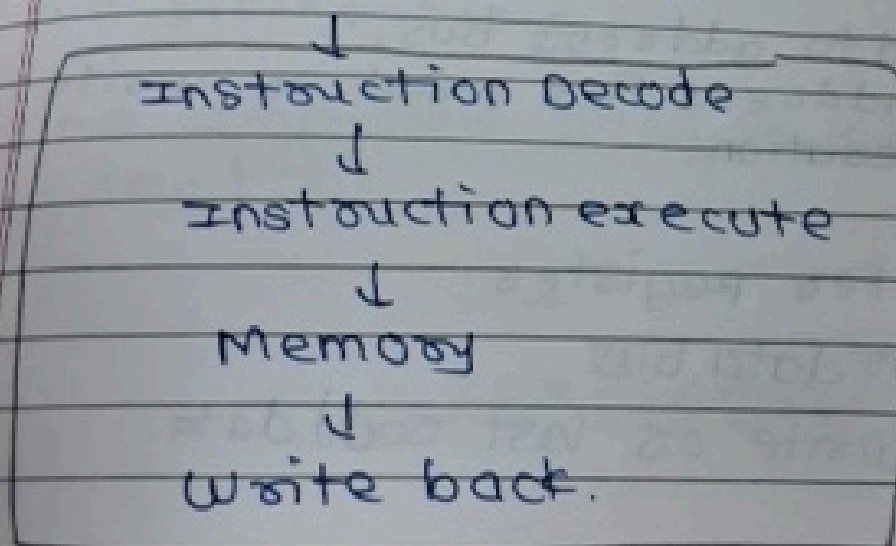 ↓
Instruction Decode
↓
Instruction execute
↓
Memory
↓
Write back.